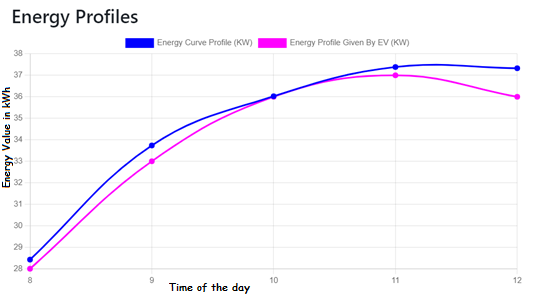 Energy Profiles
Energy Curve Profile (KW) Energy Profile Given By EV (KW)
Energy Value in kWh
38
37
36
35
34
33
32
31
30
29
28
8 9 10 11 12
Time of the day